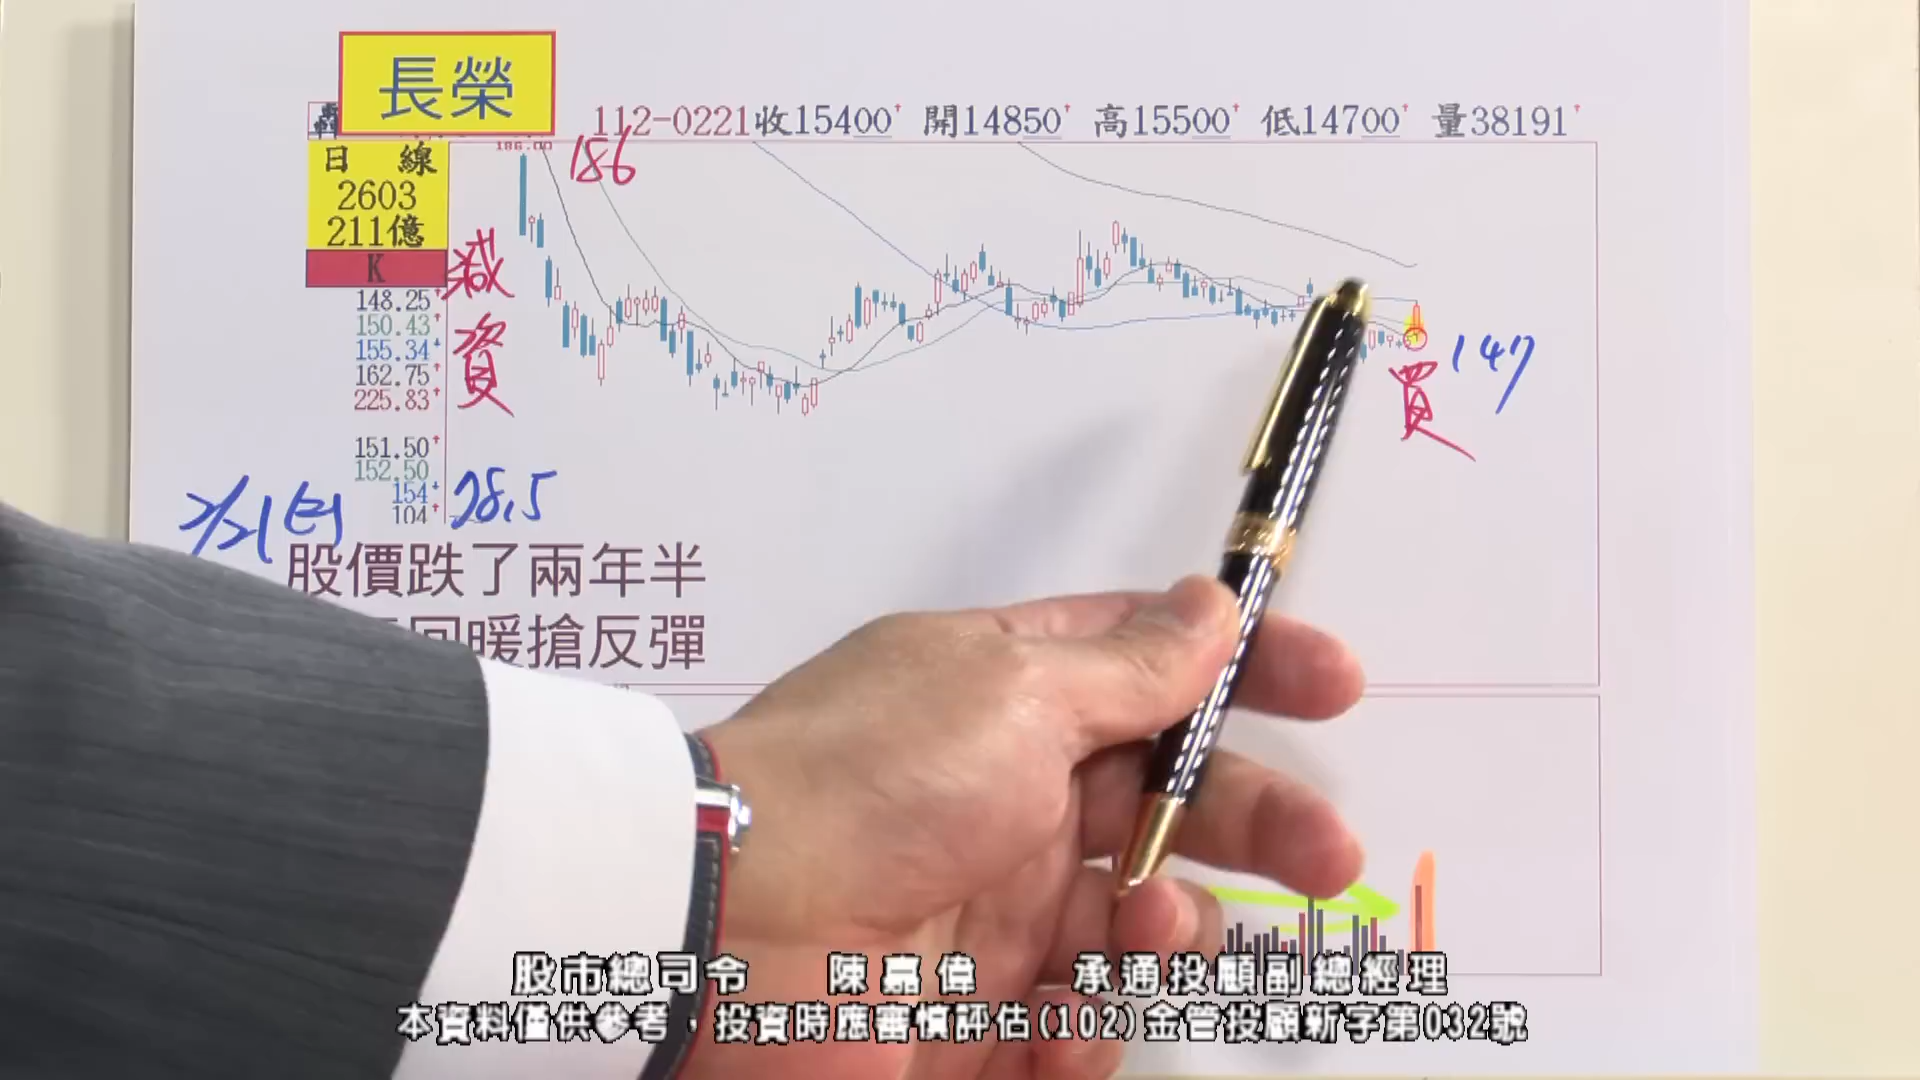 長榮
112-0221收15400↑ 開14850↑ 高15500↑ 低14700↑ 量38191↑
日 線
2603
211億
K
186.00
186
148.25↑
150.43↑
155.34↑
162.75↑
225.83↑
減
資
買
147
151.50↑
152.50
154↑
104↑
2/21(二)
78.5
股價跌了兩年半
回暖搶反彈
股市總司令 陳嘉偉 承通投顧副總經理
本資料僅供參考,投資時應審慎評估(102)金管投顧新字第032號